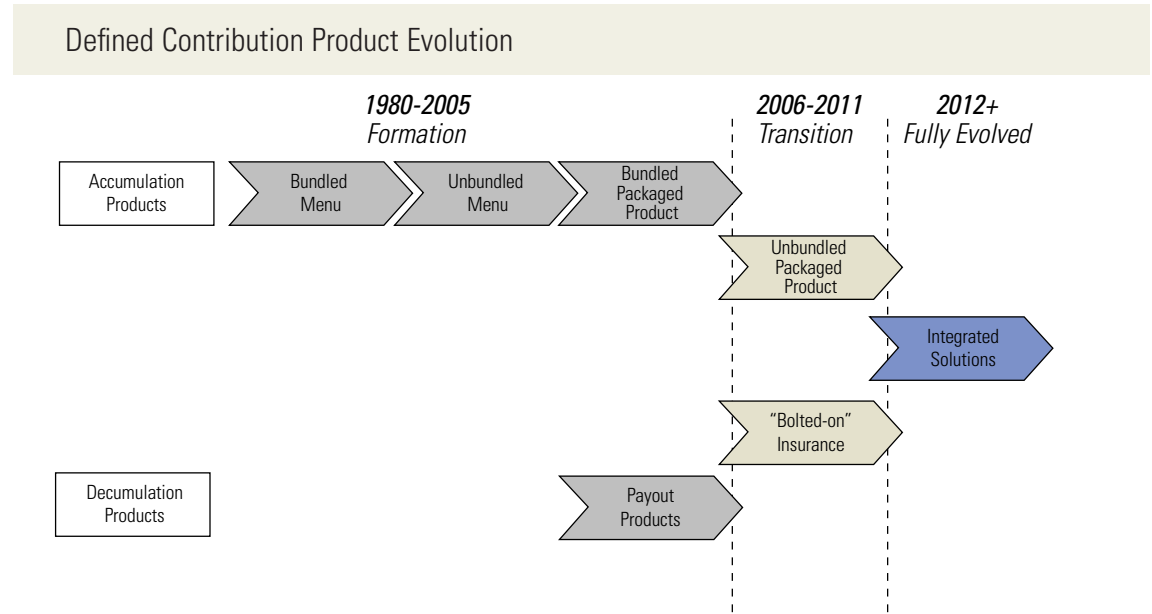 Defined Contribution Product Evolution
1980-2005
Formation
2006-2011
Transition
2012+
Fully Evolved
Accumulation
Products
Bundled
Menu
Unbundled
Menu
Bundled
Packaged
Product
Unbundled
Packaged
Product
Integrated
Solutions
“Bolted-on”
Insurance
Decumulation
Products
Payout
Products